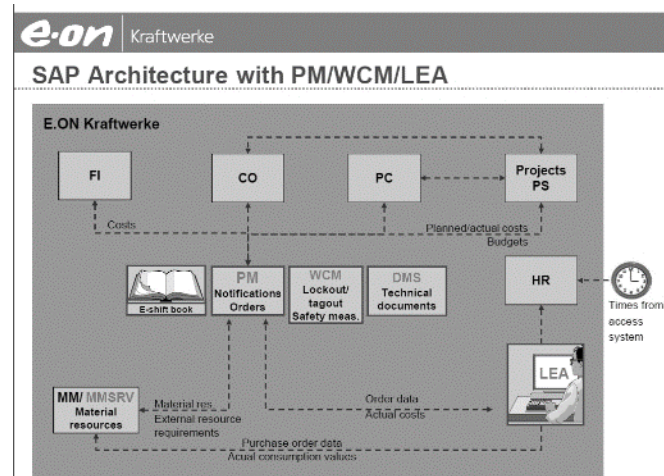 e·on Kraftwerke
SAP Architecture with PM/WCM/LEA
E.ON Kraftwerke
FI
CO
PC
Projects
PS
Costs
Planned/actual costs
Budgets
E-shift book
PM
Notifications
Orders
WCM
Lockout/
tagout
Safety meas.
DMS
Technical
documents
HR
Times from
access
system
LEA
MM/ MMSRV
Material
resources
Material res
External resource
requirements
Order data
Actual costs
Purchase order data
Acual consumption values